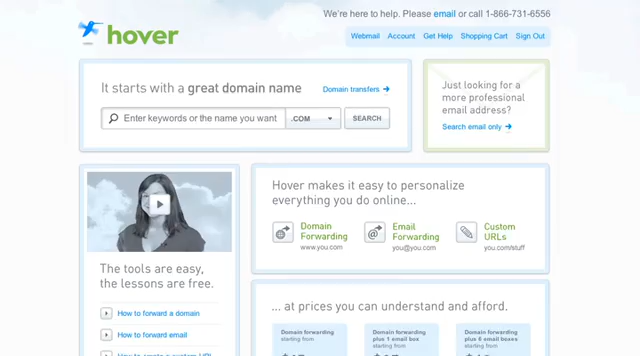 We're here to help. Please email or call 1-866-731-6556
hover
Webmail Account Get Help Shopping Cart Sign Out
It starts with a great domain name
Domain transfers
Enter keywords or the name you want
.COM
SEARCH
Just looking for a
more professional
email address?
Search email only
Hover makes it easy to personalize
everything you do online...
Domain
Forwarding
www.you.com
Email
Forwarding
you@you.com
Custom
URLs
you.com/stuff
The tools are easy,
the lessons are free.
How to forward a domain
How to forward email
... at prices you can understand and afford.
Domain forwarding
starting from
Domain forwarding
plus 1 email box
starting from
Domain forwarding
plus 6 email boxes
starting from